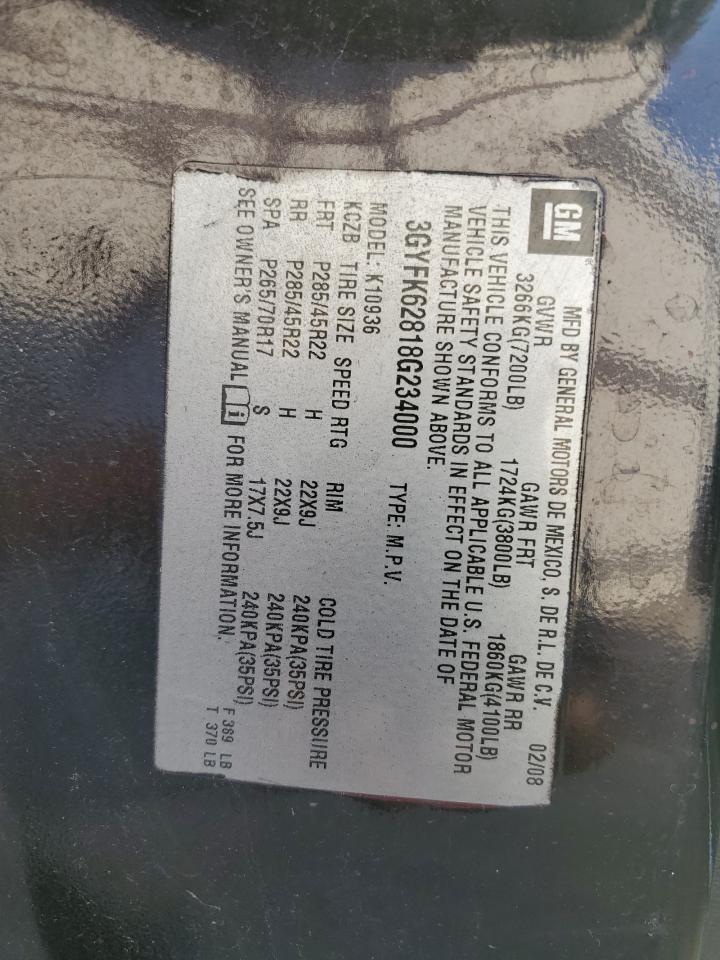 GM
MFD BY GENERAL MOTORS DE MEXICO, S. DE R.L. DE C.V.
GVWR GAWR FRT GAWR RR 02/08
3266KG(7200LB) 1724KG(3800LB) 1860KG(4100LB)
THIS VEHICLE CONFORMS TO ALL APPLICABLE U.S. FEDERAL MOTOR
VEHICLE SAFETY STANDARDS IN EFFECT ON THE DATE OF
MANUFACTURE SHOWN ABOVE.
3GYFK62818G234000 TYPE: M.P.V.
MODEL: K10936
KCZB TIRE SIZE SPEED RTG RIM COLD TIRE PRESSURE
FRT P285/45R22 H 22X9J 240KPA(35PSI)
RR P285/45R22 H 22X9J 240KPA(35PSI)
SPA P265/70R17 S 17X7.5J 240KPA(35PSI)
SEE OWNER'S MANUAL i FOR MORE INFORMATION.
F 389 LB
T 370 LB